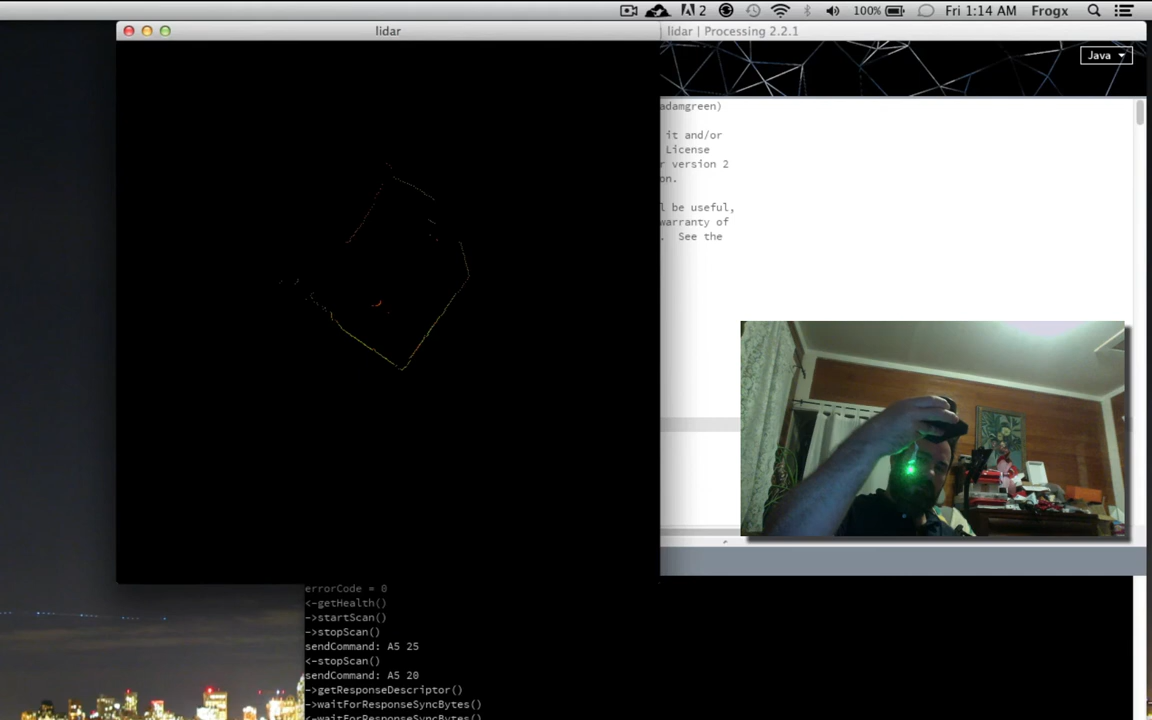 2 100% Fri 1:14 AM Frogx
lidar
lidar | Processing 2.2.1
Java
adamgreen)
it and/or
License
r version 2
on.
l be useful,
warranty of
. See the
errorCode = 0
<-getHealth()
->startScan()
->stopScan()
sendCommand: A5 25
<-stopScan()
sendCommand: A5 20
->getResponseDescriptor()
->waitForResponseSyncBytes()
<-waitForResponseSyncBytes()